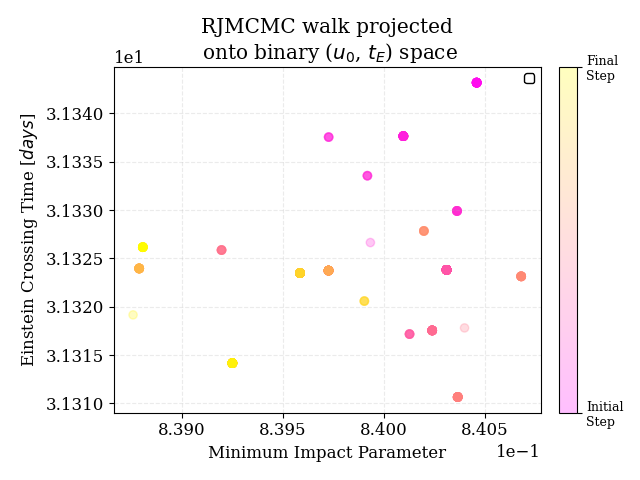 RJMCMC walk projected
onto binary (u₀, t_E) space
1e1
Einstein Crossing Time [days]
3.1340
3.1335
3.1330
3.1325
3.1320
3.1315
3.1310
8.390
8.395
8.400
8.405
Minimum Impact Parameter
1e−1
Final
Step
Initial
Step